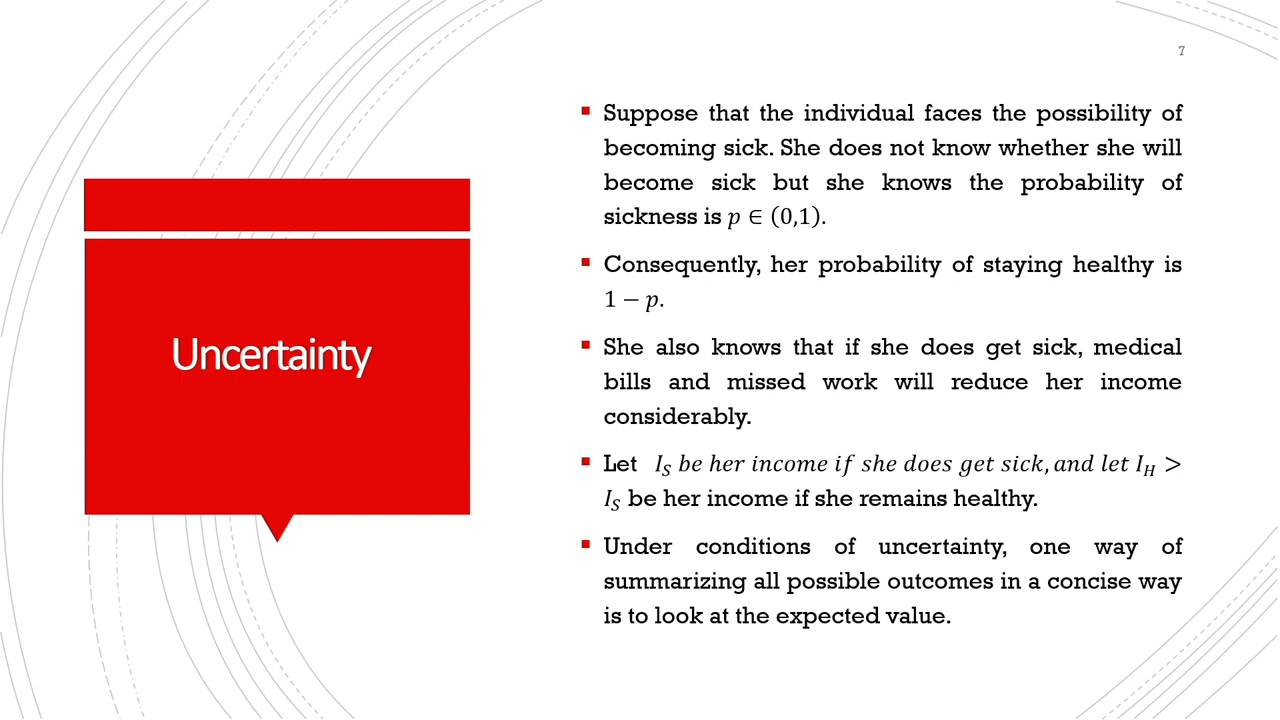 7
Uncertainty
Suppose that the individual faces the possibility of
becoming sick. She does not know whether she will
become sick but she knows the probability of
sickness is p ∈ (0,1).
Consequently, her probability of staying healthy is
1 − p.
She also knows that if she does get sick, medical
bills and missed work will reduce her income
considerably.
Let I_S be her income if she does get sick, and let I_H >
I_S be her income if she remains healthy.
Under conditions of uncertainty, one way of
summarizing all possible outcomes in a concise way
is to look at the expected value.